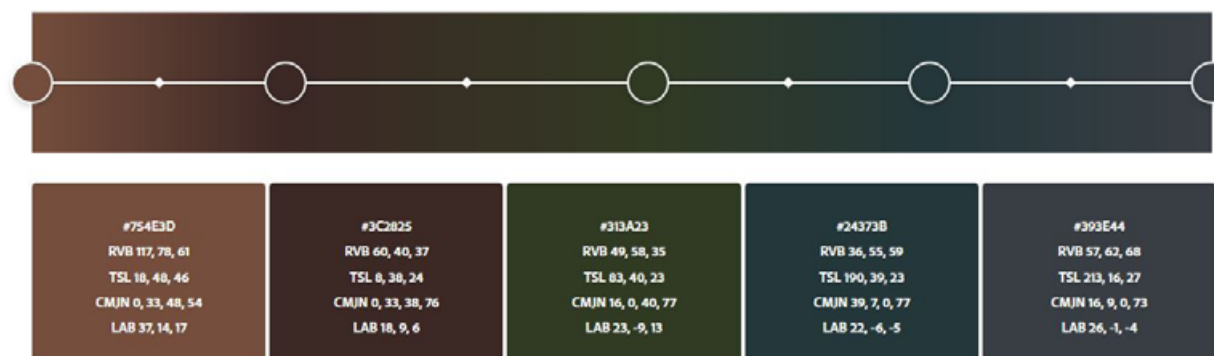 #754E3D
RVB 117, 78, 61
TSL 18, 48, 46
CMJN 0, 33, 48, 54
LAB 37, 14, 17
#3C2825
RVB 60, 40, 37
TSL 8, 38, 24
CMJN 0, 33, 38, 76
LAB 18, 9, 6
#313A23
RVB 49, 58, 35
TSL 83, 40, 23
CMJN 16, 0, 40, 77
LAB 23, -9, 13
#24373B
RVB 36, 55, 59
TSL 190, 39, 23
CMJN 39, 7, 0, 77
LAB 22, -6, -5
#393E44
RVB 57, 62, 68
TSL 213, 16, 27
CMJN 16, 9, 0, 73
LAB 26, -1, -4